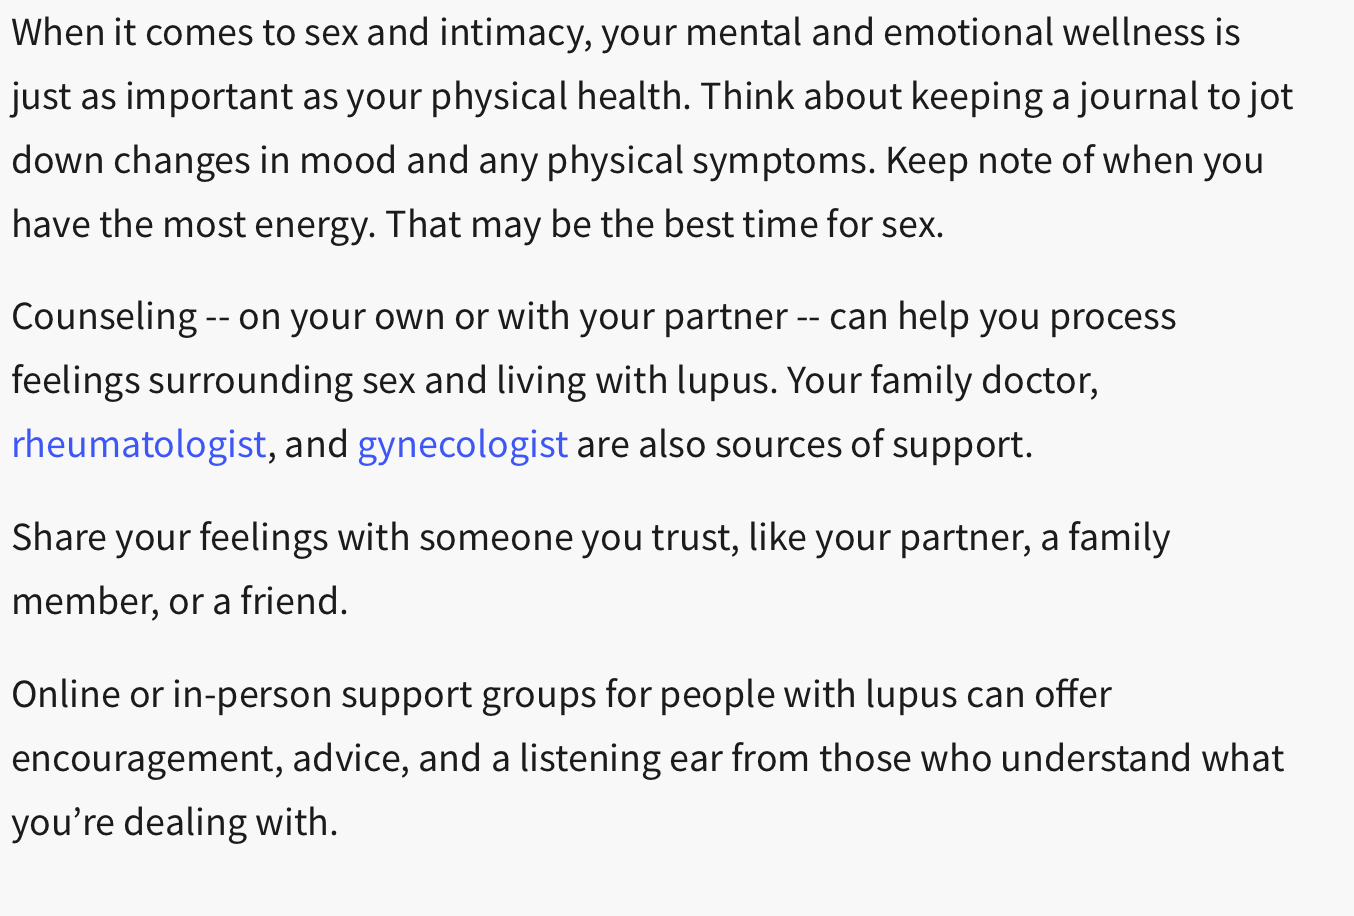 When it comes to sex and intimacy, your mental and emotional wellness is
just as important as your physical health. Think about keeping a journal to jot
down changes in mood and any physical symptoms. Keep note of when you
have the most energy. That may be the best time for sex.
Counseling -- on your own or with your partner -- can help you process
feelings surrounding sex and living with lupus. Your family doctor,
rheumatologist, and gynecologist are also sources of support.
Share your feelings with someone you trust, like your partner, a family
member, or a friend.
Online or in-person support groups for people with lupus can offer
encouragement, advice, and a listening ear from those who understand what
you’re dealing with.